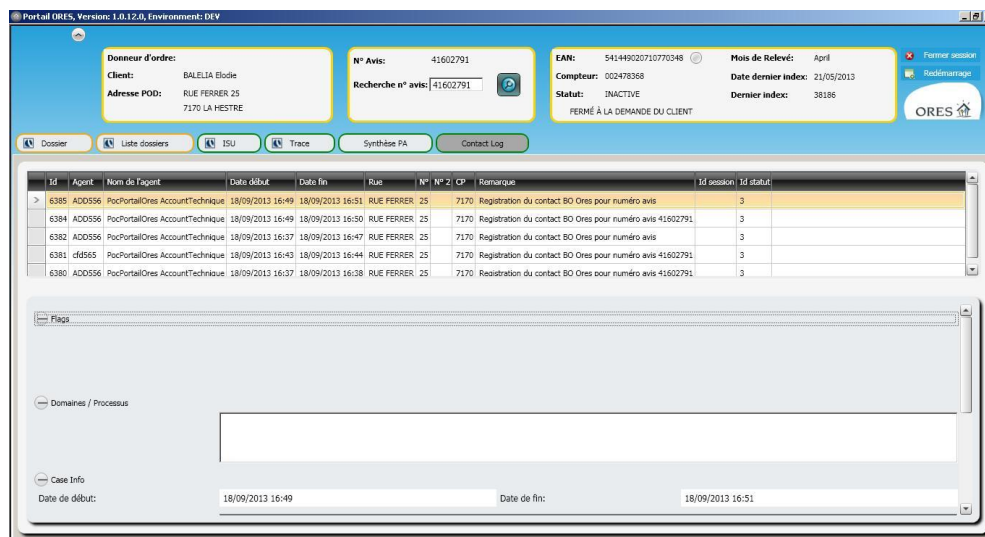 Portail ORES, Version: 1.0.12.0, Environment: DEV
Donneur d'ordre:
Client: BALELIA Elodie
Adresse POD: RUE FERRER 25
7170 LA HESTRE
N° Avis: 41602791
Recherche n° avis: 41602791
EAN: 541449020710770348
Mois de Relevé: April
Compteur: 002478368
Date dernier index: 21/05/2013
Statut: INACTIVE
Dernier index: 38186
FERMÉ À LA DEMANDE DU CLIENT
Fermer session
Redémarrage
ORES
Dossier Liste dossiers ISU Trace Synthèse PA Contact Log
Id Agent Nom de l'agent Date début Date fin Rue N° N° 2 CP Remarque Id session Id statut
> 6385 ADD556 PocPortailOres AccountTechnique 18/09/2013 16:49 18/09/2013 16:51 RUE FERRER 25 7170 Registration du contact BO Ores pour numéro avis 3
6384 ADD556 PocPortailOres AccountTechnique 18/09/2013 16:49 18/09/2013 16:50 RUE FERRER 25 7170 Registration du contact BO Ores pour numéro avis 41602791 3
6382 ADD556 PocPortailOres AccountTechnique 18/09/2013 16:37 18/09/2013 16:47 RUE FERRER 25 7170 Registration du contact BO Ores pour numéro avis 3
6381 cfd565 PocPortailOres AccountTechnique 18/09/2013 16:43 18/09/2013 16:44 RUE FERRER 25 7170 Registration du contact BO Ores pour numéro avis 41602791 3
6380 ADD556 PocPortailOres AccountTechnique 18/09/2013 16:37 18/09/2013 16:38 RUE FERRER 25 7170 Registration du contact BO Ores pour numéro avis 41602791 3
Flags
Domaines / Processus
Case Info
Date de début: 18/09/2013 16:49 Date de fin: 18/09/2013 16:51